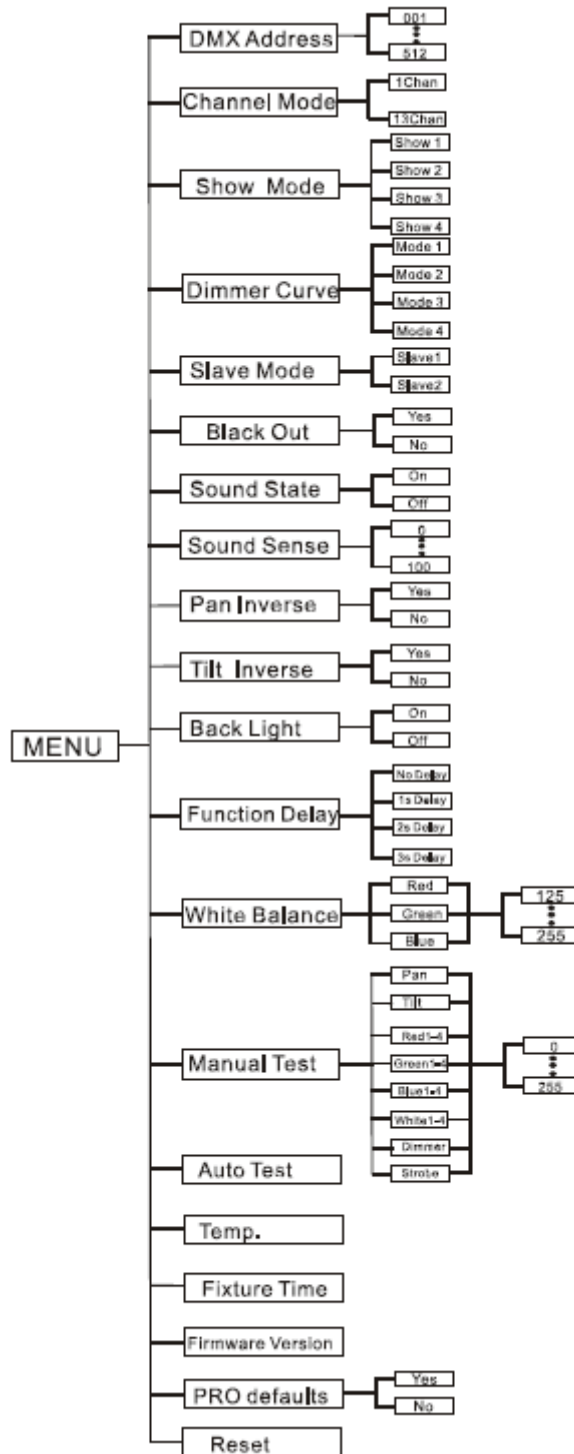 MENU
DMX Address
001
512
Channel Mode
1Chan
13Chan
Show Mode
Show 1
Show 2
Show 3
Show 4
Dimmer Curve
Mode 1
Mode 2
Mode 3
Mode 4
Slave Mode
Slave1
Slave2
Black Out
Yes
No
Sound State
On
Off
Sound Sense
0
100
Pan Inverse
Yes
No
Tilt Inverse
Yes
No
Back Light
On
Off
Function Delay
No Delay
1s Delay
2s Delay
3s Delay
White Balance
Red
Green
Blue
125
255
Manual Test
Pan
Tilt
Red1-4
Green1-4
Blue1-4
White1-4
Dimmer
Strobe
0
255
Auto Test
Temp.
Fixture Time
Firmware Version
PRO defaults
Yes
No
Reset